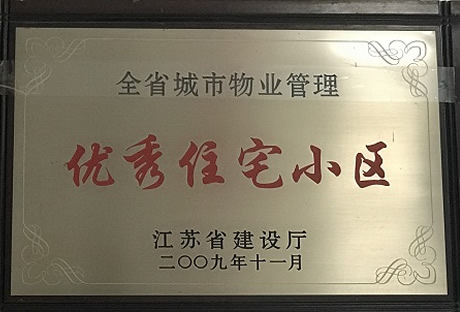 全省城市物业管理
优秀住宅小区
江苏省建设厅
二〇〇九年十一月